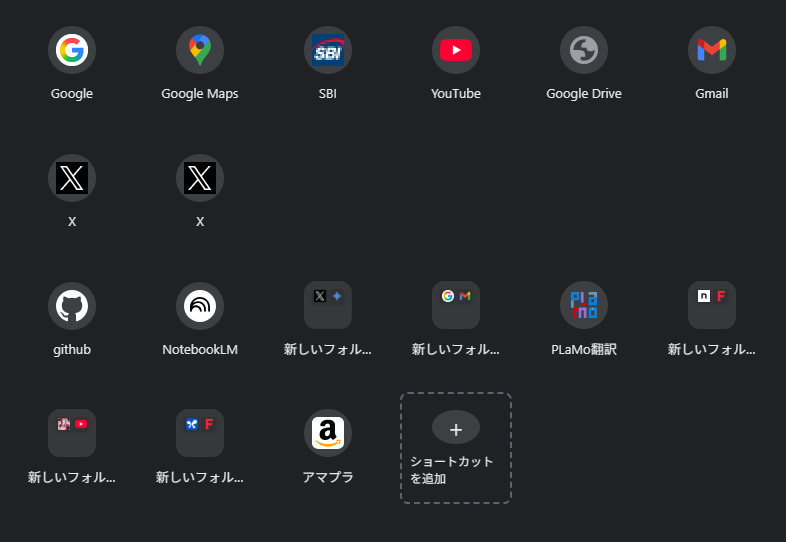 Google
Google Maps
SBI
YouTube
Google Drive
Gmail
X
X
github
NotebookLM
新しいフォル...
新しいフォル...
PLaMo翻訳
新しいフォル...
新しいフォル...
新しいフォル...
アマプラ
ショートカット
を追加